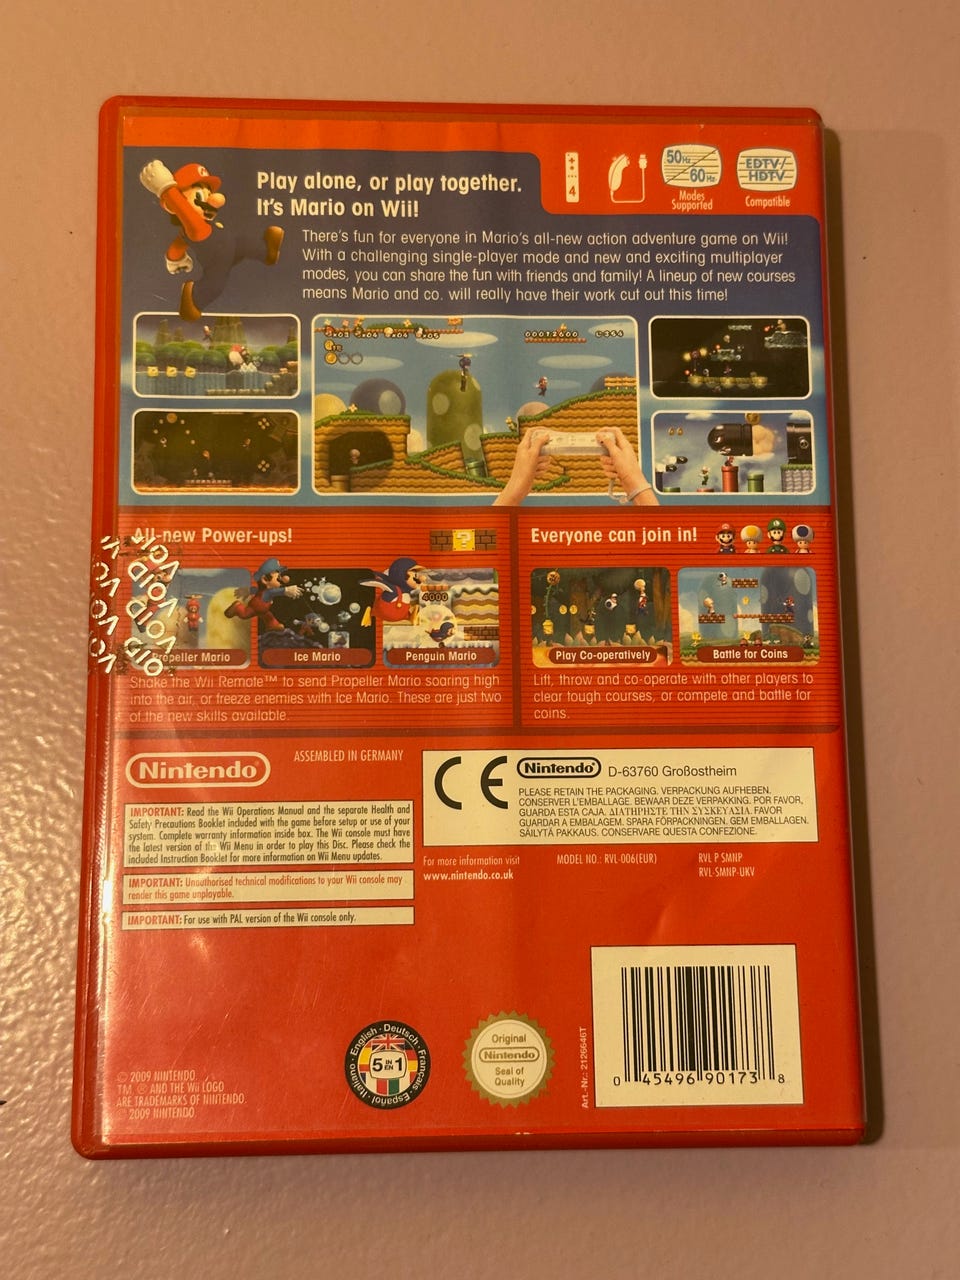 Play alone, or play together.
It's Mario on Wii!
4
50Hz
60Hz
Modes
Supported
EDTV/
HDTV
Compatible
There's fun for everyone in Mario's all-new action adventure game on Wii!
With a challenging single-player mode and new and exciting multiplayer
modes, you can share the fun with friends and family! A lineup of new courses
means Mario and co. will really have their work cut out this time!
All-new Power-ups!
Propeller Mario
Ice Mario
4000
Penguin Mario
Shake the Wii Remote™ to send Propeller Mario soaring high
into the air, or freeze enemies with Ice Mario. These are just two
of the new skills available.
Everyone can join in!
Play Co-operatively
Battle for Coins
Lift, throw and co-operate with other players to
clear tough courses, or compete and battle for
coins.
Nintendo®
ASSEMBLED IN GERMANY
CE
Nintendo® D-63760 Großostheim
PLEASE RETAIN THE PACKAGING. VERPACKUNG AUFHEBEN.
CONSERVER L'EMBALLAGE. BEWAAR DEZE VERPAKKING. POR FAVOR,
GUARDA ESTA CAJA. ΔΙΑΤΗΡΗΣΤΕ ΤΗΝ ΣΥΣΚΕΥΑΣΙΑ. FAVOR
GUARDAR A EMBALAGEM. SPARA FÖRPACKNINGEN. GEM EMBALLAGEN.
SÄILYTÄ PAKKAUS. CONSERVARE QUESTA CONFEZIONE.
IMPORTANT: Read the Wii Operations Manual and the separate Health and
Safety Precautions Booklet included with the game before setup or use of your
system. Complete warranty information inside box. The Wii console must have
the latest version of the Wii Menu in order to play this Disc. Please check the
included Instruction Booklet for more information on Wii Menu updates.
IMPORTANT: Unauthorised technical modifications to your Wii console may
render this game unplayable.
IMPORTANT: For use with PAL version of the Wii console only.
For more information visit
www.nintendo.co.uk
MODEL NO.: RVL-006(EUR)
RVL P SMNP
RVL-SMNP-UKV
© 2009 NINTENDO.
TM, ® AND THE Wii LOGO
ARE TRADEMARKS OF NINTENDO.
© 2009 NINTENDO.
English · Deutsch · Français · Español · Italiano
5 IN EN 1
Original
Nintendo
Seal of
Quality
Art.-Nr.: 2126646T
0 45496 90173 8